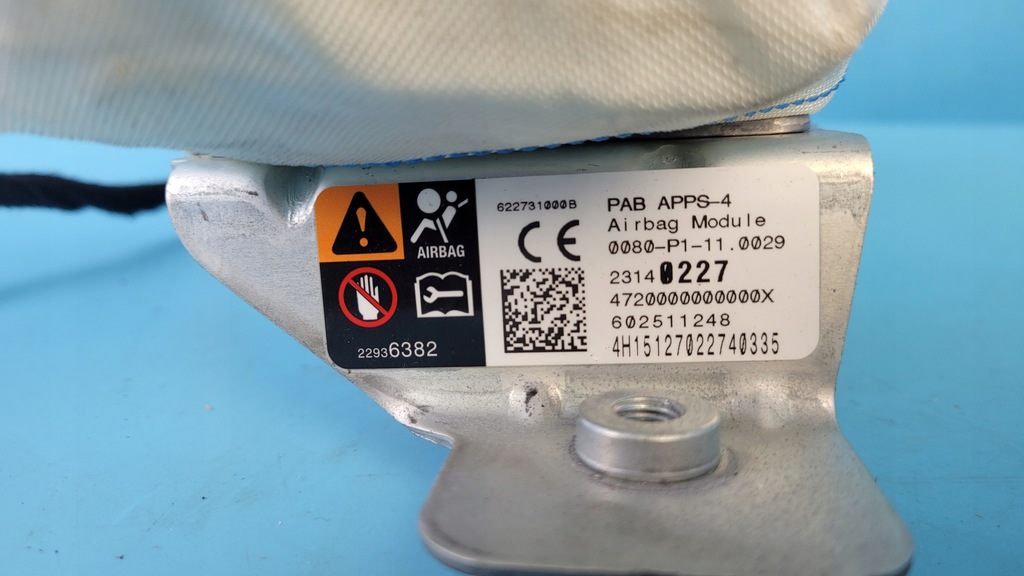 AIRBAG
22936382
622731000B
CE
PAB APPS-4
Airbag Module
0080-P1-11.0029
23140227
4720000000000X
602511248
4H15127022740335